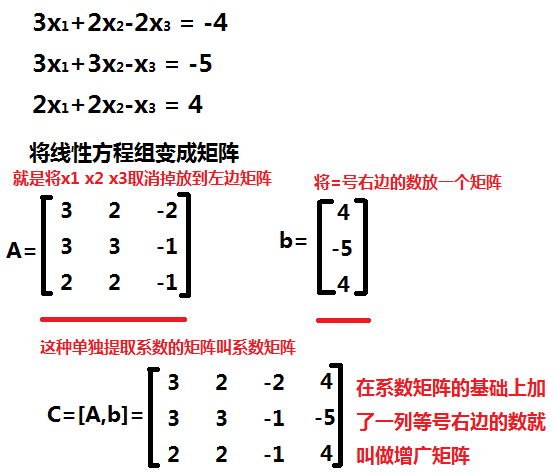 3x₁+2x₂-2x₃ = -4
3x₁+3x₂-x₃ = -5
2x₁+2x₂-x₃ = 4
将线性方程组变成矩阵
就是将x1 x2 x3取消掉放到左边矩阵
将=号右边的数放一个矩阵
3 2 -2
A= 3 3 -1
2 2 -1
4
b= -5
4
这种单独提取系数的矩阵叫系数矩阵
3 2 -2 4
C=[A,b]= 3 3 -1 -5
2 2 -1 4
在系数矩阵的基础上加
了一列等号右边的数就
叫做增广矩阵